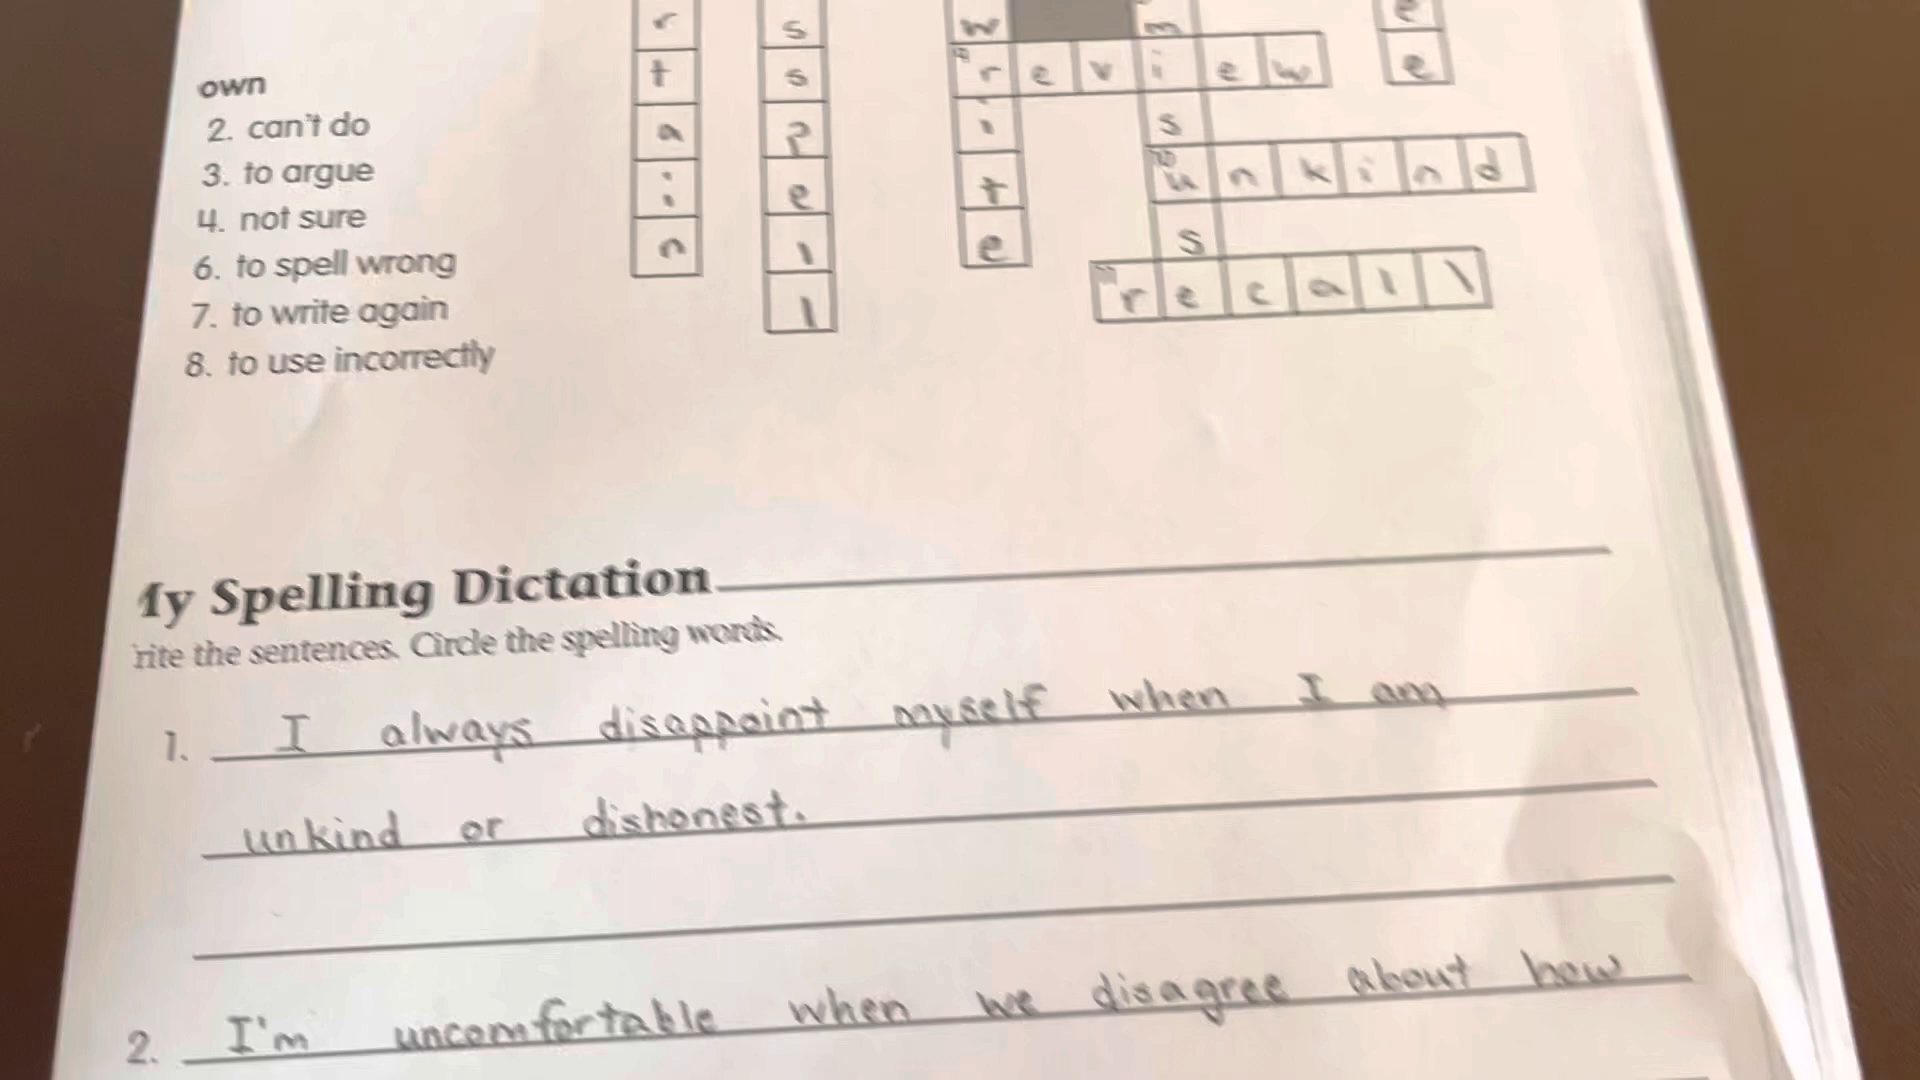 own
2. can't do
3. to argue
4. not sure
6. to spell wrong
7. to write again
8. to use incorrectly
r
t
a
i
n
s
s
p
e
l
l
w
review
i
t
e
m
s
unkind
s
recall
e
e
My Spelling Dictation
rite the sentences. Circle the spelling words.
1. I always disappoint myself when I am
unkind or dishonest.
2. I'm uncomfortable when we disagree about how